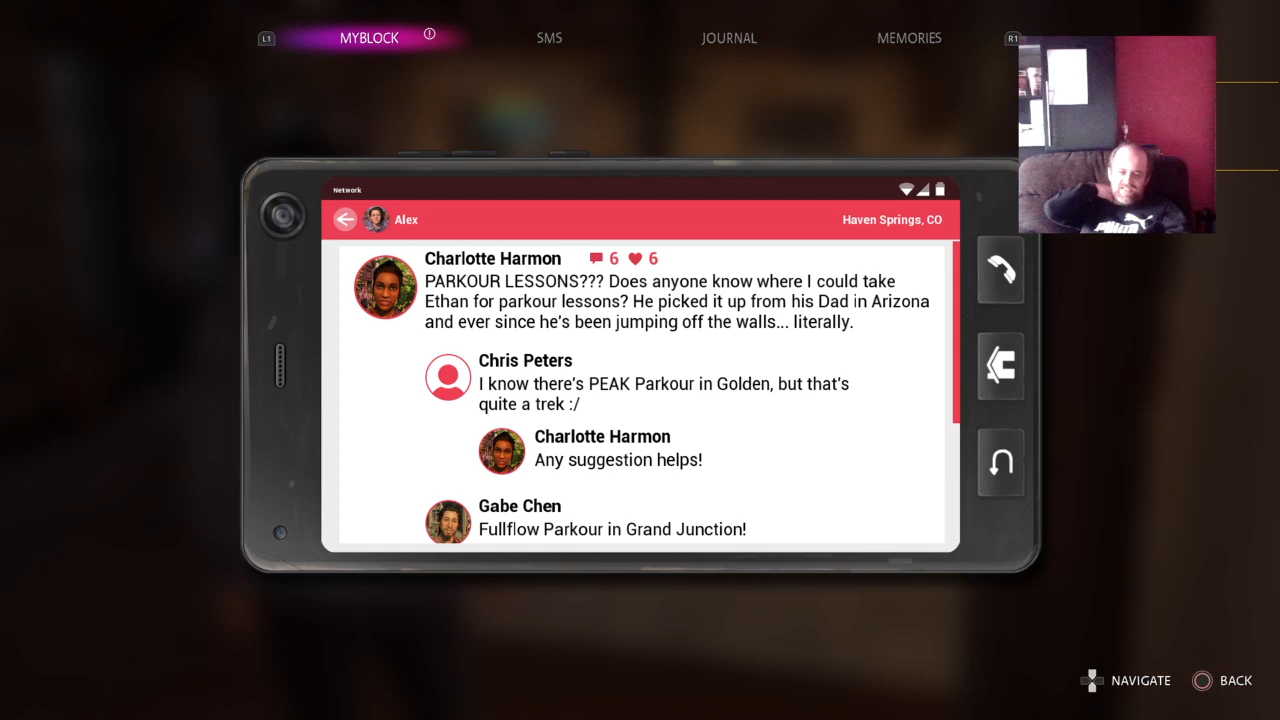 L1
MYBLOCK
SMS
JOURNAL
MEMORIES
R1
Network
Alex
Haven Springs, CO
Charlotte Harmon 6 6
PARKOUR LESSONS??? Does anyone know where I could take
Ethan for parkour lessons? He picked it up from his Dad in Arizona
and ever since he's been jumping off the walls... literally.
Chris Peters
I know there's PEAK Parkour in Golden, but that's
quite a trek :/
Charlotte Harmon
Any suggestion helps!
Gabe Chen
Fullflow Parkour in Grand Junction!
PUMA
NAVIGATE
BACK